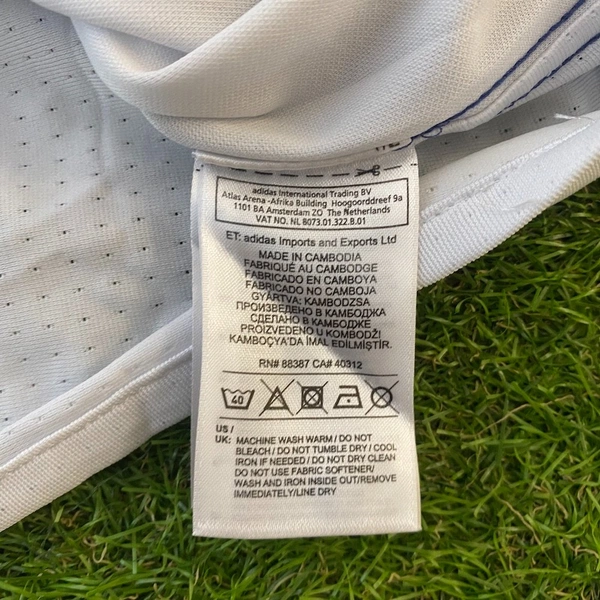 adidas International Trading BV
Atlas Arena -Afrika Building Hoogoorddreef 9a
1101 BA Amsterdam ZO The Netherlands
VAT NO. NL 8073.01.322.B.01
ET: adidas Imports and Exports Ltd
MADE IN CAMBODIA
FABRIQUÉ AU CAMBODGE
FABRICADO EN CAMBOYA
FABRICADO NO CAMBOJA
GYÁRTVA: KAMBODZSA
ПРОИЗВЕДЕНО В КАМБОДЖА
СДЕЛАНО В КАМБОДЖЕ
PROIZVEDENO U KOMBODŽI
KAMBOÇYA'DA İMAL EDİLMİŞTİR.
RN# 88387 CA# 40312
40
US /
UK: MACHINE WASH WARM / DO NOT
BLEACH / DO NOT TUMBLE DRY / COOL
IRON IF NEEDED / DO NOT DRY CLEAN
DO NOT USE FABRIC SOFTENER/
WASH AND IRON INSIDE OUT/REMOVE
IMMEDIATELY/LINE DRY